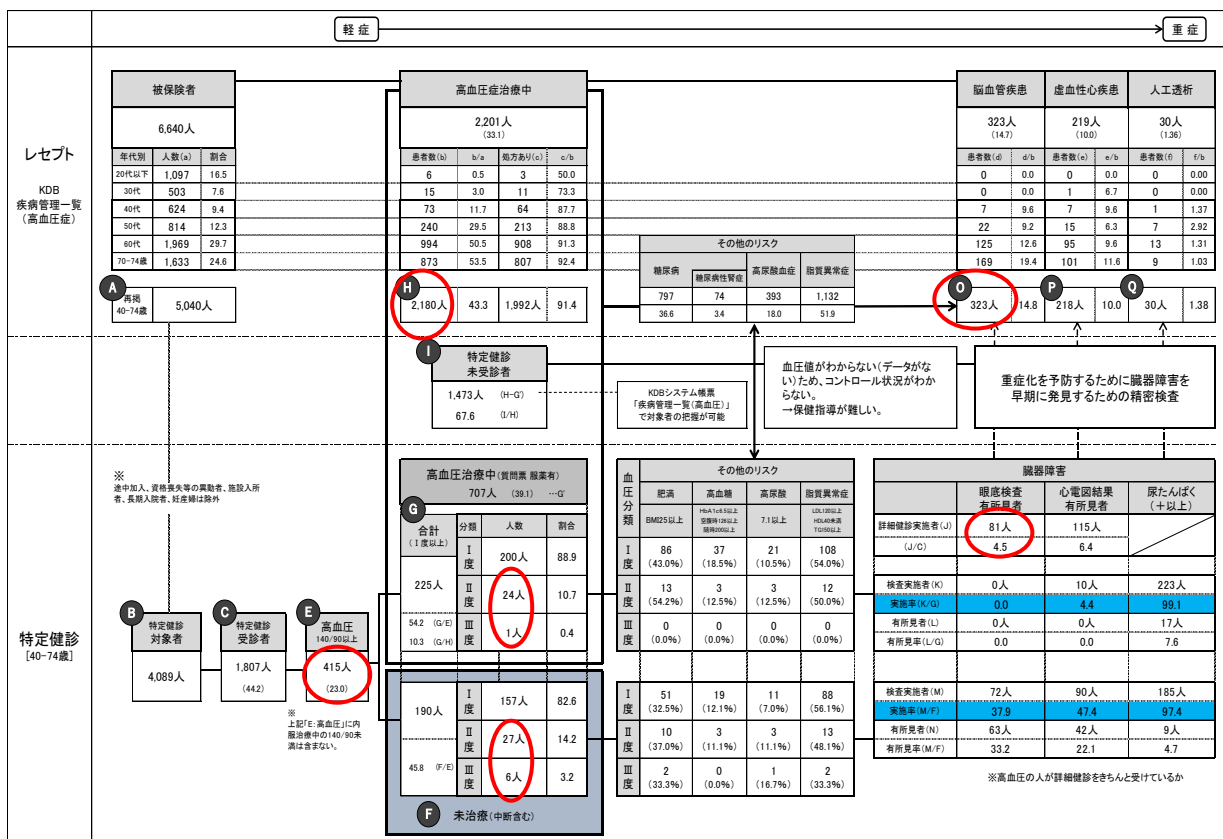 軽症
重症
レセプト
KDB
疾病管理一覧
(高血圧症)
被保険者
6,640人
年代別 人数(a) 割合
20代以下 1,097 16.5
30代 503 7.6
40代 624 9.4
50代 814 12.3
60代 1,969 29.7
70-74歳 1,633 24.6
A
再掲
40-74歳
5,040人
高血圧症治療中
2,201人
(33.1)
患者数(b) b/a 処方あり(c) c/b
6 0.5 3 50.0
15 3.0 11 73.3
73 11.7 64 87.7
240 29.5 213 88.8
994 50.5 908 91.3
873 53.5 807 92.4
H
2,180人 43.3 1,992人 91.4
その他のリスク
糖尿病 糖尿病性腎症 高尿酸血症 脂質異常症
797 74 393 1,132
36.6 3.4 18.0 51.9
脳血管疾患 虚血性心疾患 人工透析
323人 219人 30人
(14.7) (10.0) (1.36)
患者数(d) d/b 患者数(e) e/b 患者数(f) f/b
0 0.0 0 0.0 0 0.00
0 0.0 1 6.7 0 0.00
7 9.6 7 9.6 1 1.37
22 9.2 15 6.3 7 2.92
125 12.6 95 9.6 13 1.31
169 19.4 101 11.6 9 1.03
O P Q
323人 14.8 218人 10.0 30人 1.38
I
特定健診
未受診者
1,473人 (H-G')
67.6 (I/H)
KDBシステム帳票
「疾病管理一覧(高血圧)」
で対象者の把握が可能
血圧値がわからない(データがな
い)ため、コントロール状況がわか
らない。
→保健指導が難しい。
重症化を予防するために臓器障害を
早期に発見するための精密検査
特定健診
[40-74歳]
※
途中加入、資格喪失等の異動者、施設入所
者、長期入院者、妊産婦は除外
B
特定健診
対象者
4,089人
C
特定健診
受診者
1,807人
(44.2)
E
高血圧
140/90以上
415人
(23.0)
※
上記「E:高血圧」に内
服治療中の140/90未
満は含まない。
高血圧治療中(質問票 服薬有)
707人 (39.1) …G'
G
合計
(Ⅰ度以上)
分類 人数 割合
225人
54.2 (G/E)
10.3 (G/H)
Ⅰ度 200人 88.9
Ⅱ度 24人 10.7
Ⅲ度 1人 0.4
190人
45.8 (F/E)
Ⅰ度 157人 82.6
Ⅱ度 27人 14.2
Ⅲ度 6人 3.2
F
未治療(中断含む)
血圧分類
その他のリスク
肥満 高血糖 高尿酸 脂質異常症
BMI25以上
HbA1c6.5以上
空腹時126以上
随時200以上
7.1以上
LDL120以上
HDL40未満
TG150以上
Ⅰ度 86 37 21 108
(43.0%) (18.5%) (10.5%) (54.0%)
Ⅱ度 13 3 3 12
(54.2%) (12.5%) (12.5%) (50.0%)
Ⅲ度 0 0 0 0
(0.0%) (0.0%) (0.0%) (0.0%)
Ⅰ度 51 19 11 88
(32.5%) (12.1%) (7.0%) (56.1%)
Ⅱ度 10 3 3 13
(37.0%) (11.1%) (11.1%) (48.1%)
Ⅲ度 2 0 1 2
(33.3%) (0.0%) (16.7%) (33.3%)
臓器障害
眼底検査
有所見者
心電図結果
有所見者
尿たんぱく
(+以上)
詳細健診実施者(J) 81人 115人
(J/C) 4.5 6.4
検査実施者(K) 0人 10人 223人
実施率(K/G) 0.0 4.4 99.1
有所見者(L) 0人 0人 17人
有所見率(L/G) 0.0 0.0 7.6
検査実施者(M) 72人 90人 185人
実施率(M/F) 37.9 47.4 97.4
有所見者(N) 63人 42人 9人
有所見率(M/F) 33.2 22.1 4.7
※高血圧の人が詳細健診をきちんと受けているか